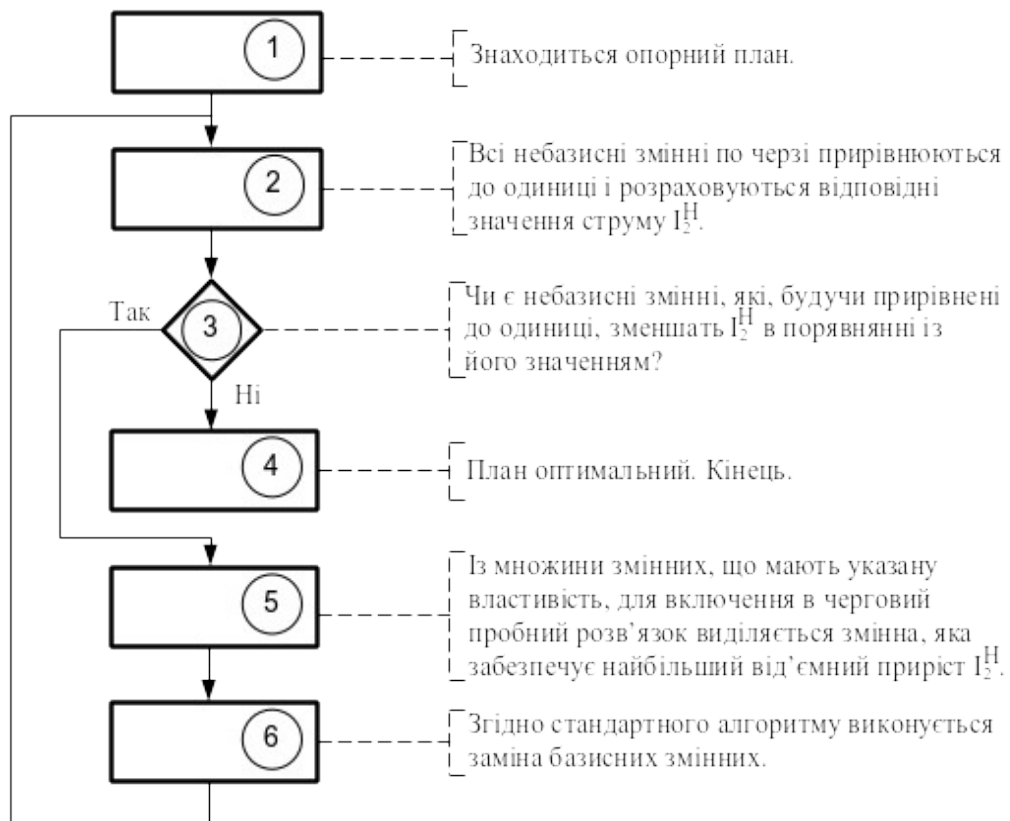 1
Знаходиться опорний план.
2
Всі небазисні змінні по черзі прирівнюються
до одиниці і розраховуються відповідні
значення струму I₂ᴴ.
Так
3
Чи є небазисні змінні, які, будучи прирівнені
до одиниці, зменшать I₂ᴴ в порявнянні із
його значенням?
Ні
4
План оптимальний. Кінець.
5
Із множини змінних, що мають указану
властивість, для включення в черговий
пробний розв’язок виділяється змінна, яка
забезпечує найбільший від’ємний приріст I₂ᴴ.
6
Згідно стандартного алгоритму виконується
заміна базисних змінних.